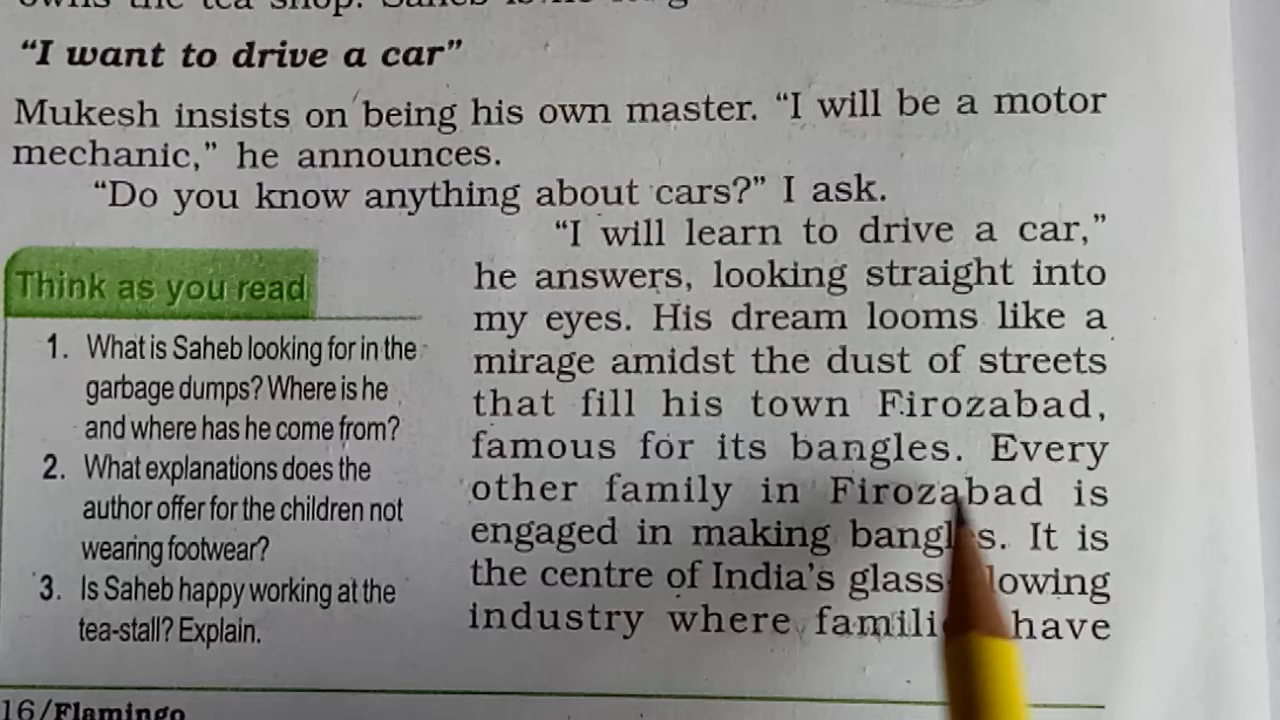 "I want to drive a car"
Mukesh insists on being his own master. "I will be a motor
mechanic," he announces.
"Do you know anything about cars?" I ask.
"I will learn to drive a car,"
he answers, looking straight into
my eyes. His dream looms like a
mirage amidst the dust of streets
that fill his town Firozabad,
famous for its bangles. Every
other family in Firozabad is
engaged in making bangles. It is
the centre of India's glass
industry where have
Think as you read
1. What is Saheb looking for in the
garbage dumps? Where is he
and where has he come from?
2. What explanations does the
author offer for the children not
wearing footwear?
3. Is Saheb happy working at the
tea-stall? Explain.
16/Flamingo